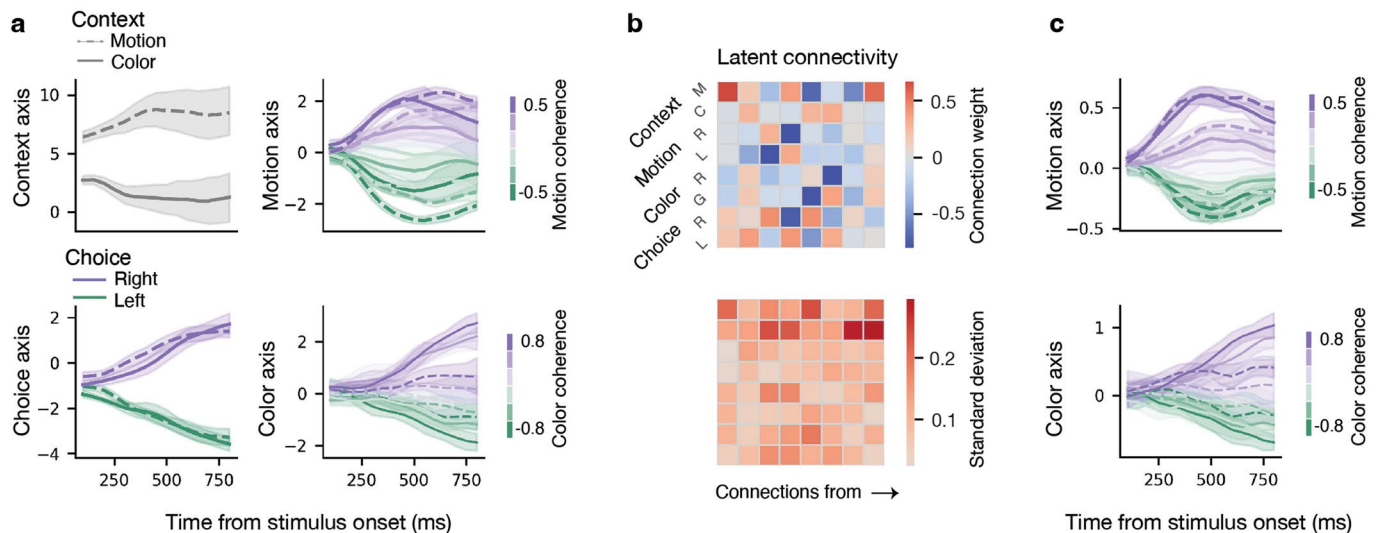 a
Context
Motion
Color
Context axis
10
5
0
Motion axis
2
0
−2
0.5
-0.5
Motion coherence
Choice
Right
Left
Choice axis
2
0
−2
−4
250
500
750
Color axis
2
0
−2
250
500
750
0.8
-0.8
Color coherence
Time from stimulus onset (ms)
b
Latent connectivity
Context
Motion
Color
Choice
M
C
R
L
R
G
R
L
0.5
0
-0.5
Connection weight
0.2
0.1
Standard deviation
Connections from →
c
Motion axis
0.5
0.0
−0.5
0.5
-0.5
Motion coherence
Color axis
1
0
250
500
750
0.8
-0.8
Color coherence
Time from stimulus onset (ms)